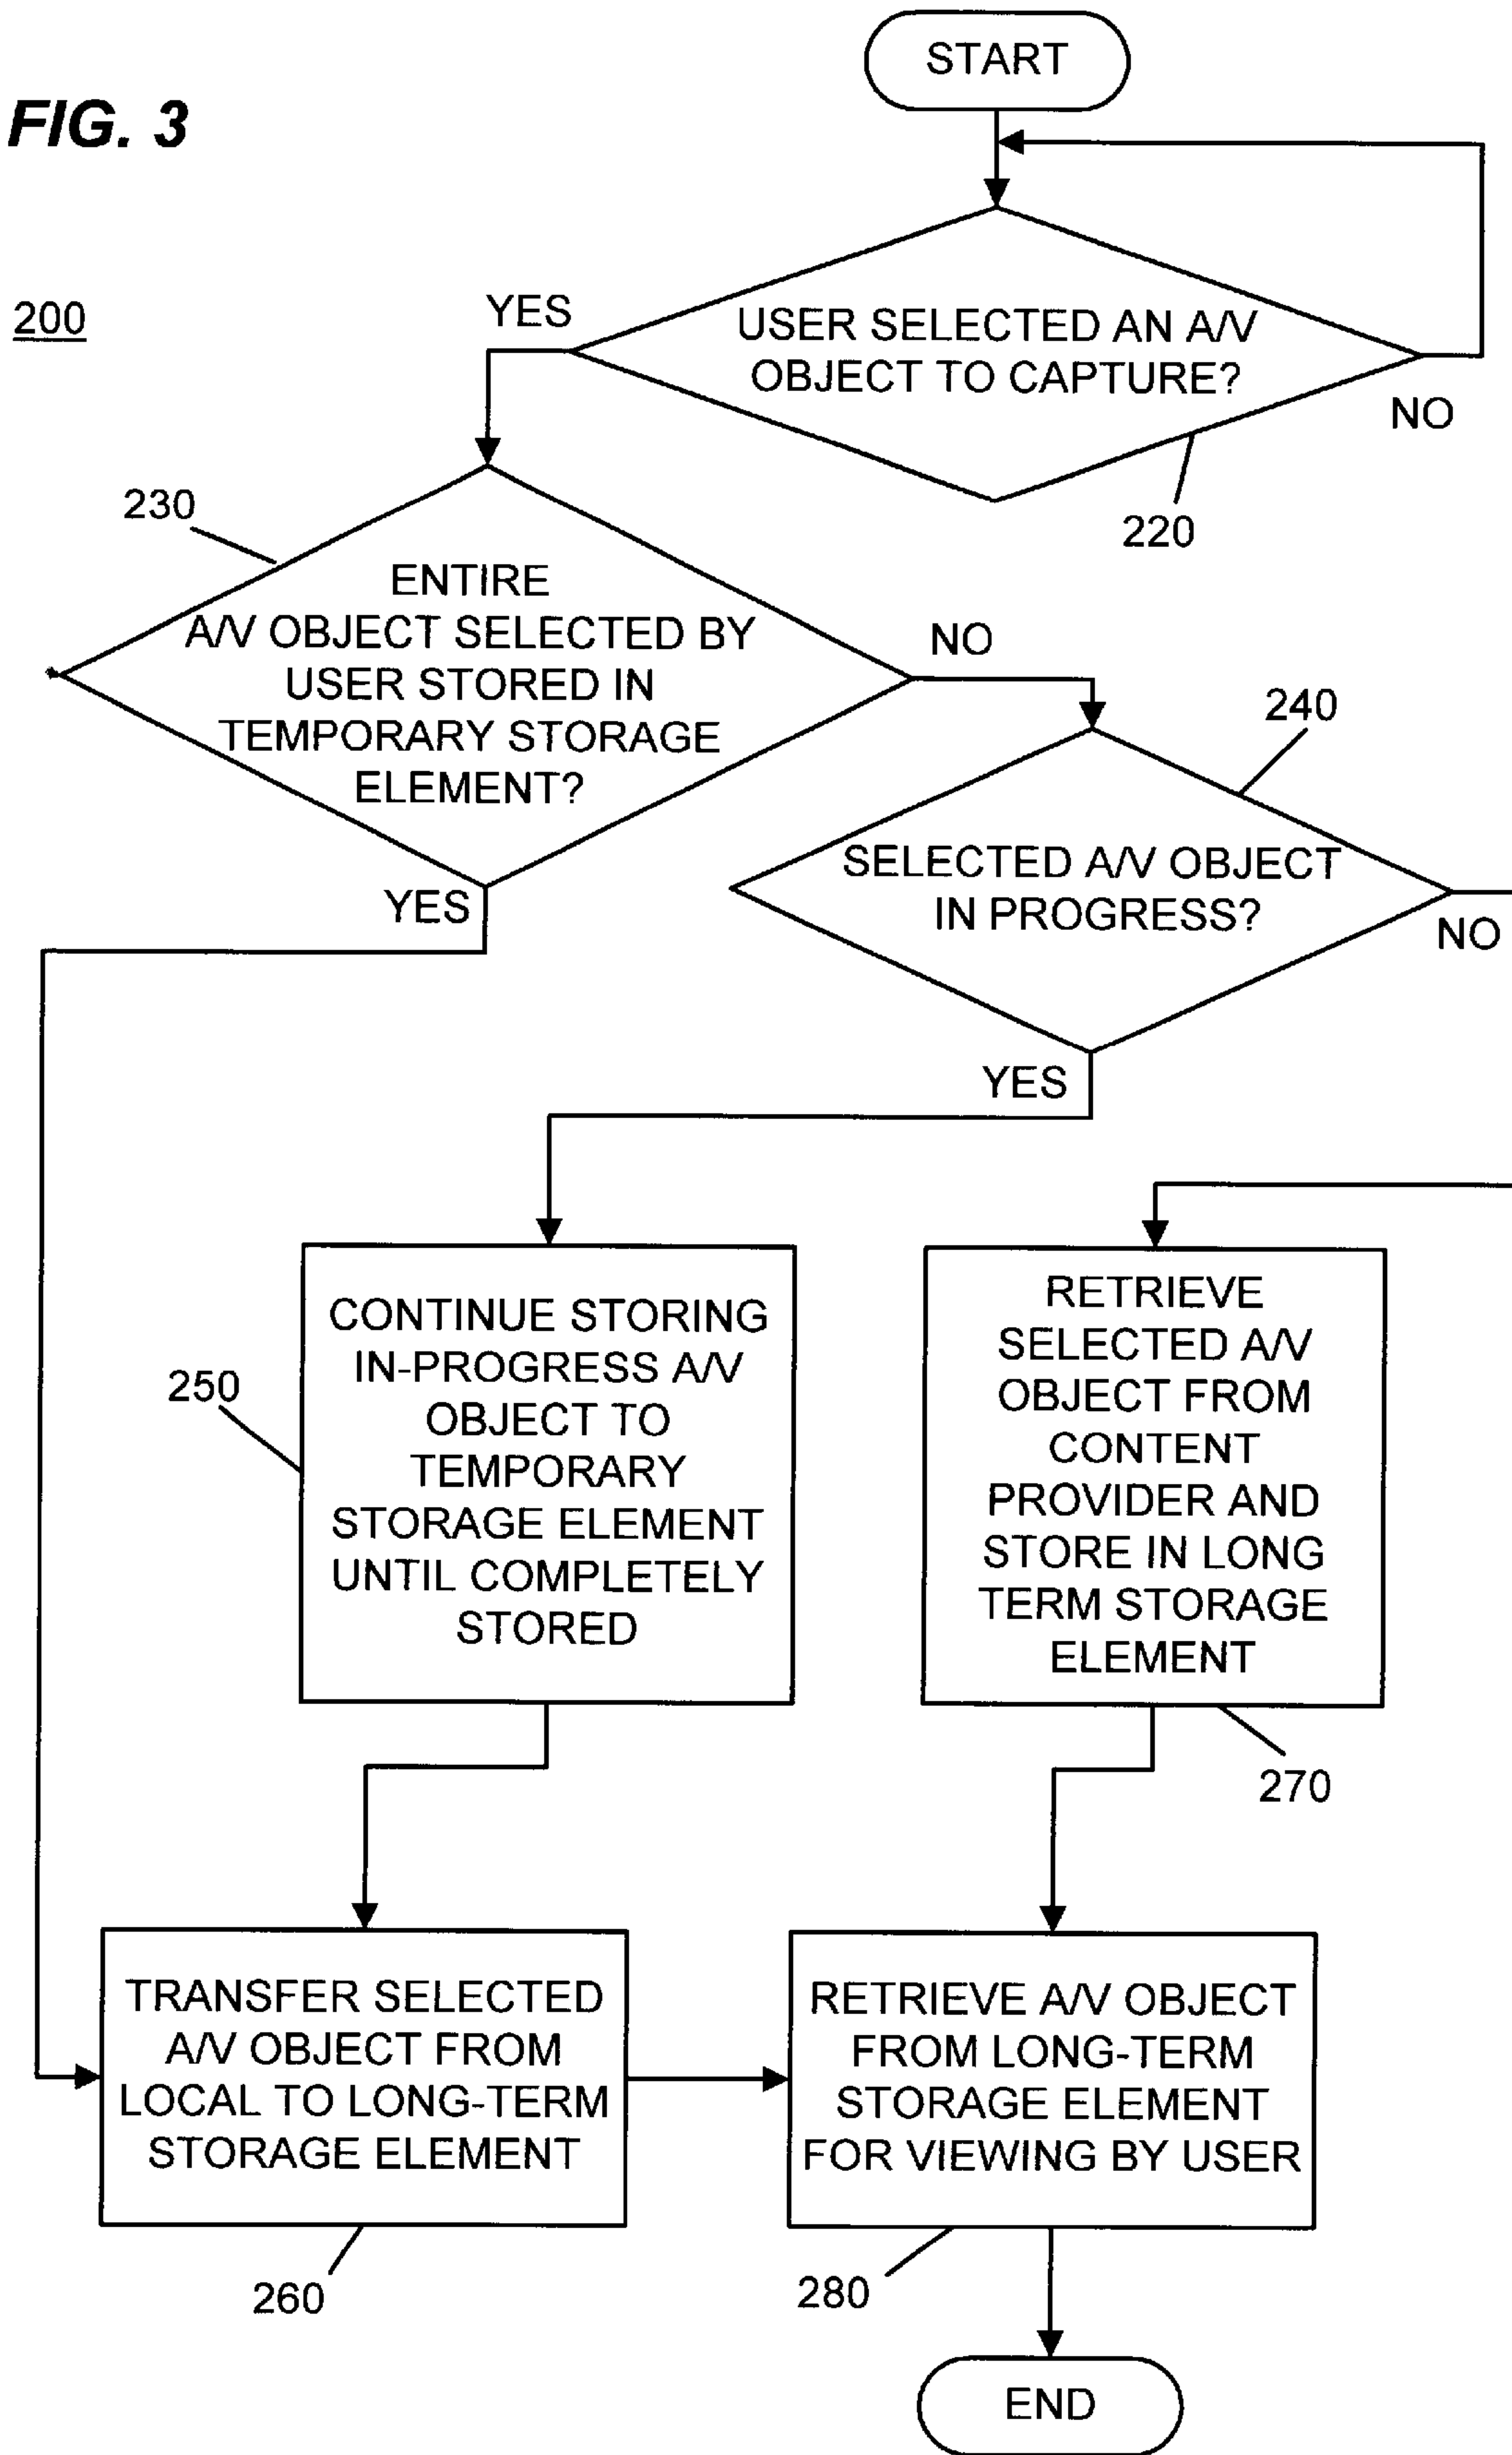 FIG. 3
200
START
USER SELECTED AN A/V
OBJECT TO CAPTURE?
YES
NO
220
230
ENTIRE
A/V OBJECT SELECTED BY
USER STORED IN
TEMPORARY STORAGE
ELEMENT?
NO
YES
240
SELECTED A/V OBJECT
IN PROGRESS?
NO
YES
250
CONTINUE STORING
IN-PROGRESS A/V
OBJECT TO
TEMPORARY
STORAGE ELEMENT
UNTIL COMPLETELY
STORED
RETRIEVE
SELECTED A/V
OBJECT FROM
CONTENT
PROVIDER AND
STORE IN LONG
TERM STORAGE
ELEMENT
270
TRANSFER SELECTED
A/V OBJECT FROM
LOCAL TO LONG-TERM
STORAGE ELEMENT
260
RETRIEVE A/V OBJECT
FROM LONG-TERM
STORAGE ELEMENT
FOR VIEWING BY USER
280
END